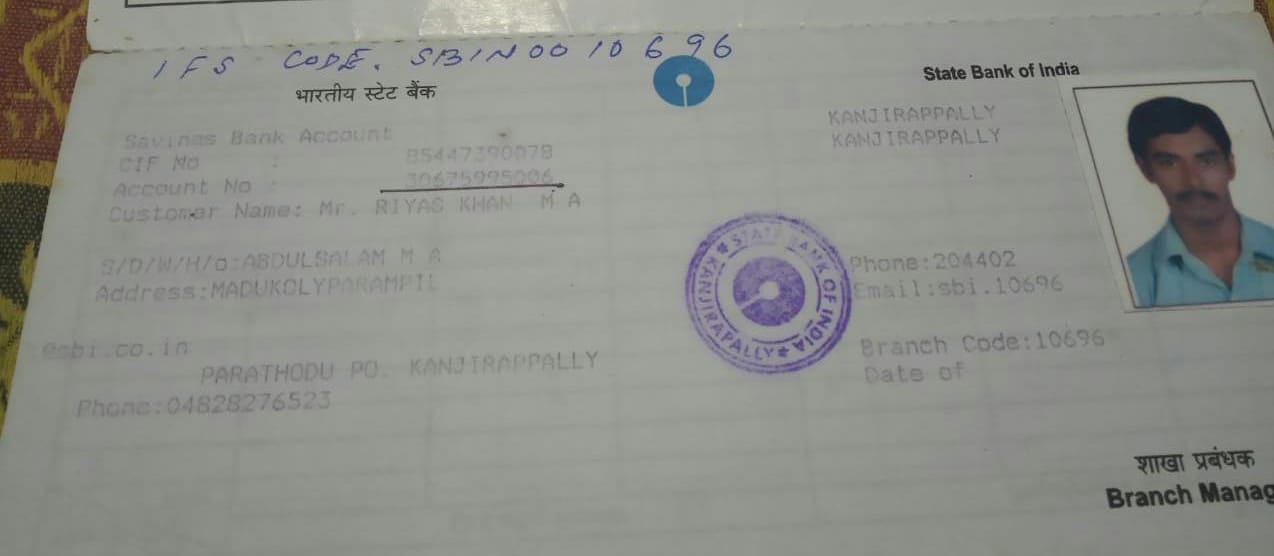 IFS CODE. SBIN0010696
भारतीय स्टेट बैंक
State Bank of India
Savings Bank Account
CIF No : 85447390078
Account No : 30675995006
Customer Name: Mr. RIYAS KHAN M A
S/D/W/H/o:ABDULSALAM M A
Address:MADUKOLYPARAMPIL
@sbi.co.in
PARATHODU PO. KANJIRAPPALLY
Phone:04828276523
KANJIRAPPALLY
KANJIRAPPALLY
STATE BANK OF INDIA
KANJIRAPALLY
Phone:204402
Email:sbi.10696
Branch Code:10696
Date of
शाखा प्रबंधक
Branch Manag